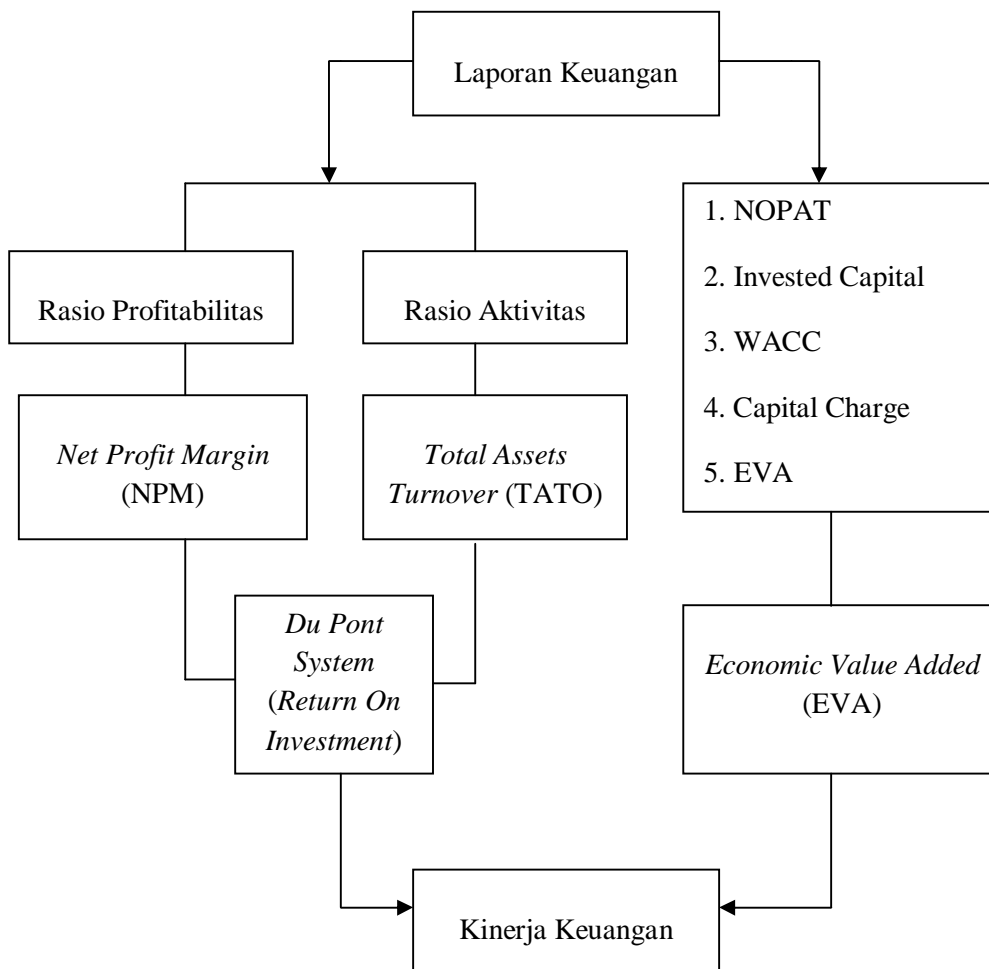 Laporan Keuangan
Rasio Profitabilitas
Rasio Aktivitas
1. NOPAT
2. Invested Capital
3. WACC
4. Capital Charge
5. EVA
Net Profit Margin
(NPM)
Total Assets
Turnover (TATO)
Du Pont
System
(Return On
Investment)
Economic Value Added
(EVA)
Kinerja Keuangan